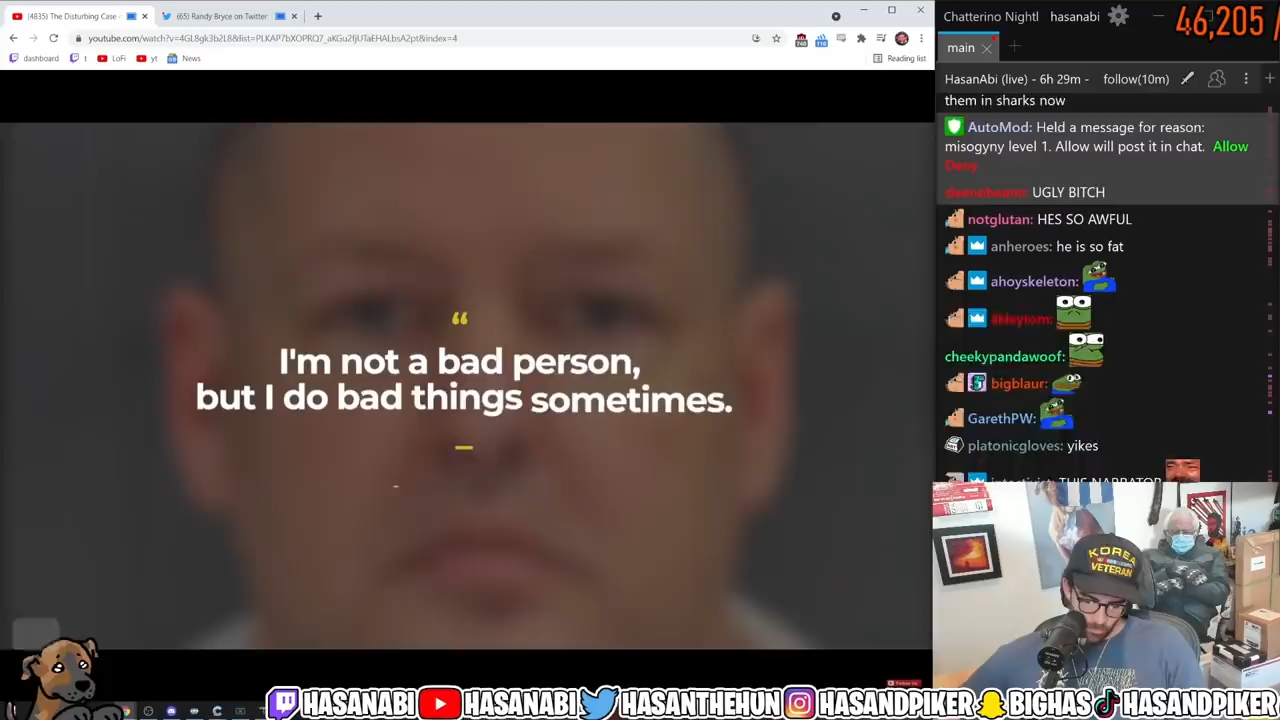 (4835) The Disturbing Case
(65) Randy Bryce on Twitter
youtube.com/watch?v=4GL8gk3b2L8&list=PLKAP7bXOPRQ7_aKGu2fjUTaEHALbsA2pt&index=4
dashboard
t
LoFi
yt
News
Reading list
“
I'm not a bad person,
but I do bad things sometimes.
Chatterino Nightl
hasanabi
46,205 /
main
HasanAbi (live) - 6h 29m -
follow(10m)
them in sharks now
AutoMod: Held a message for reason:
misogyny level 1. Allow will post it in chat. Allow
Deny
UGLY BITCH
notglutan: HES SO AWFUL
anheroes: he is so fat
ahoyskeleton:
cheekypandawoof:
bigblaur:
GarethPW:
platonicgloves: yikes
THIS NARRATOR
KOREA
VETERAN
HASANABI
HASANABI
HASANTHEHUN
HASANDPIKER
BIGHAS
HASANDPIKER